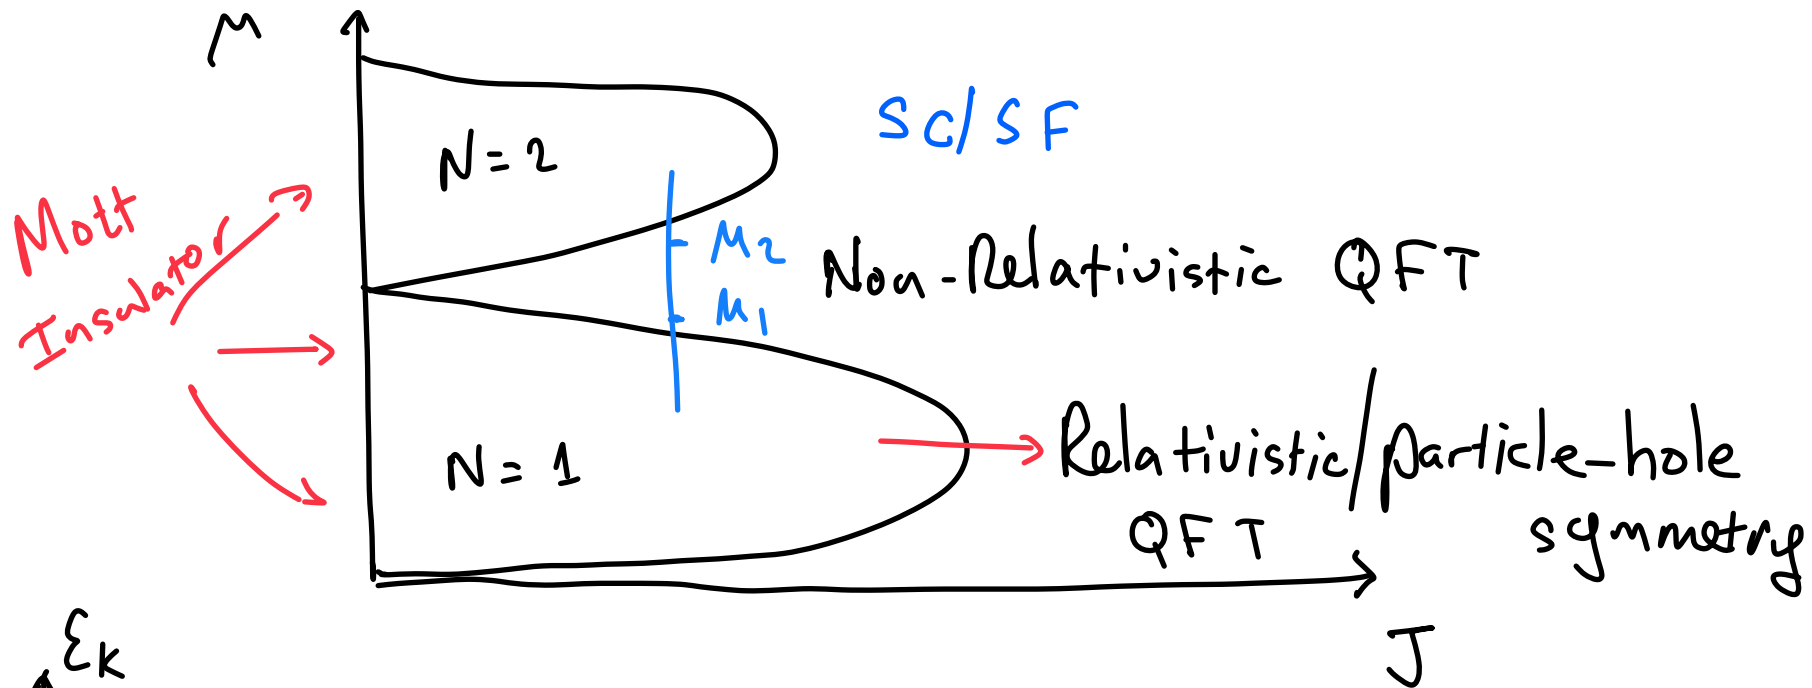 μ
SC/SF
N=2
Mott
Insulator
μ2
Non-Relativistic QFT
μ1
Relativistic/particle-hole
QFT symmetry
N=1
J
εk